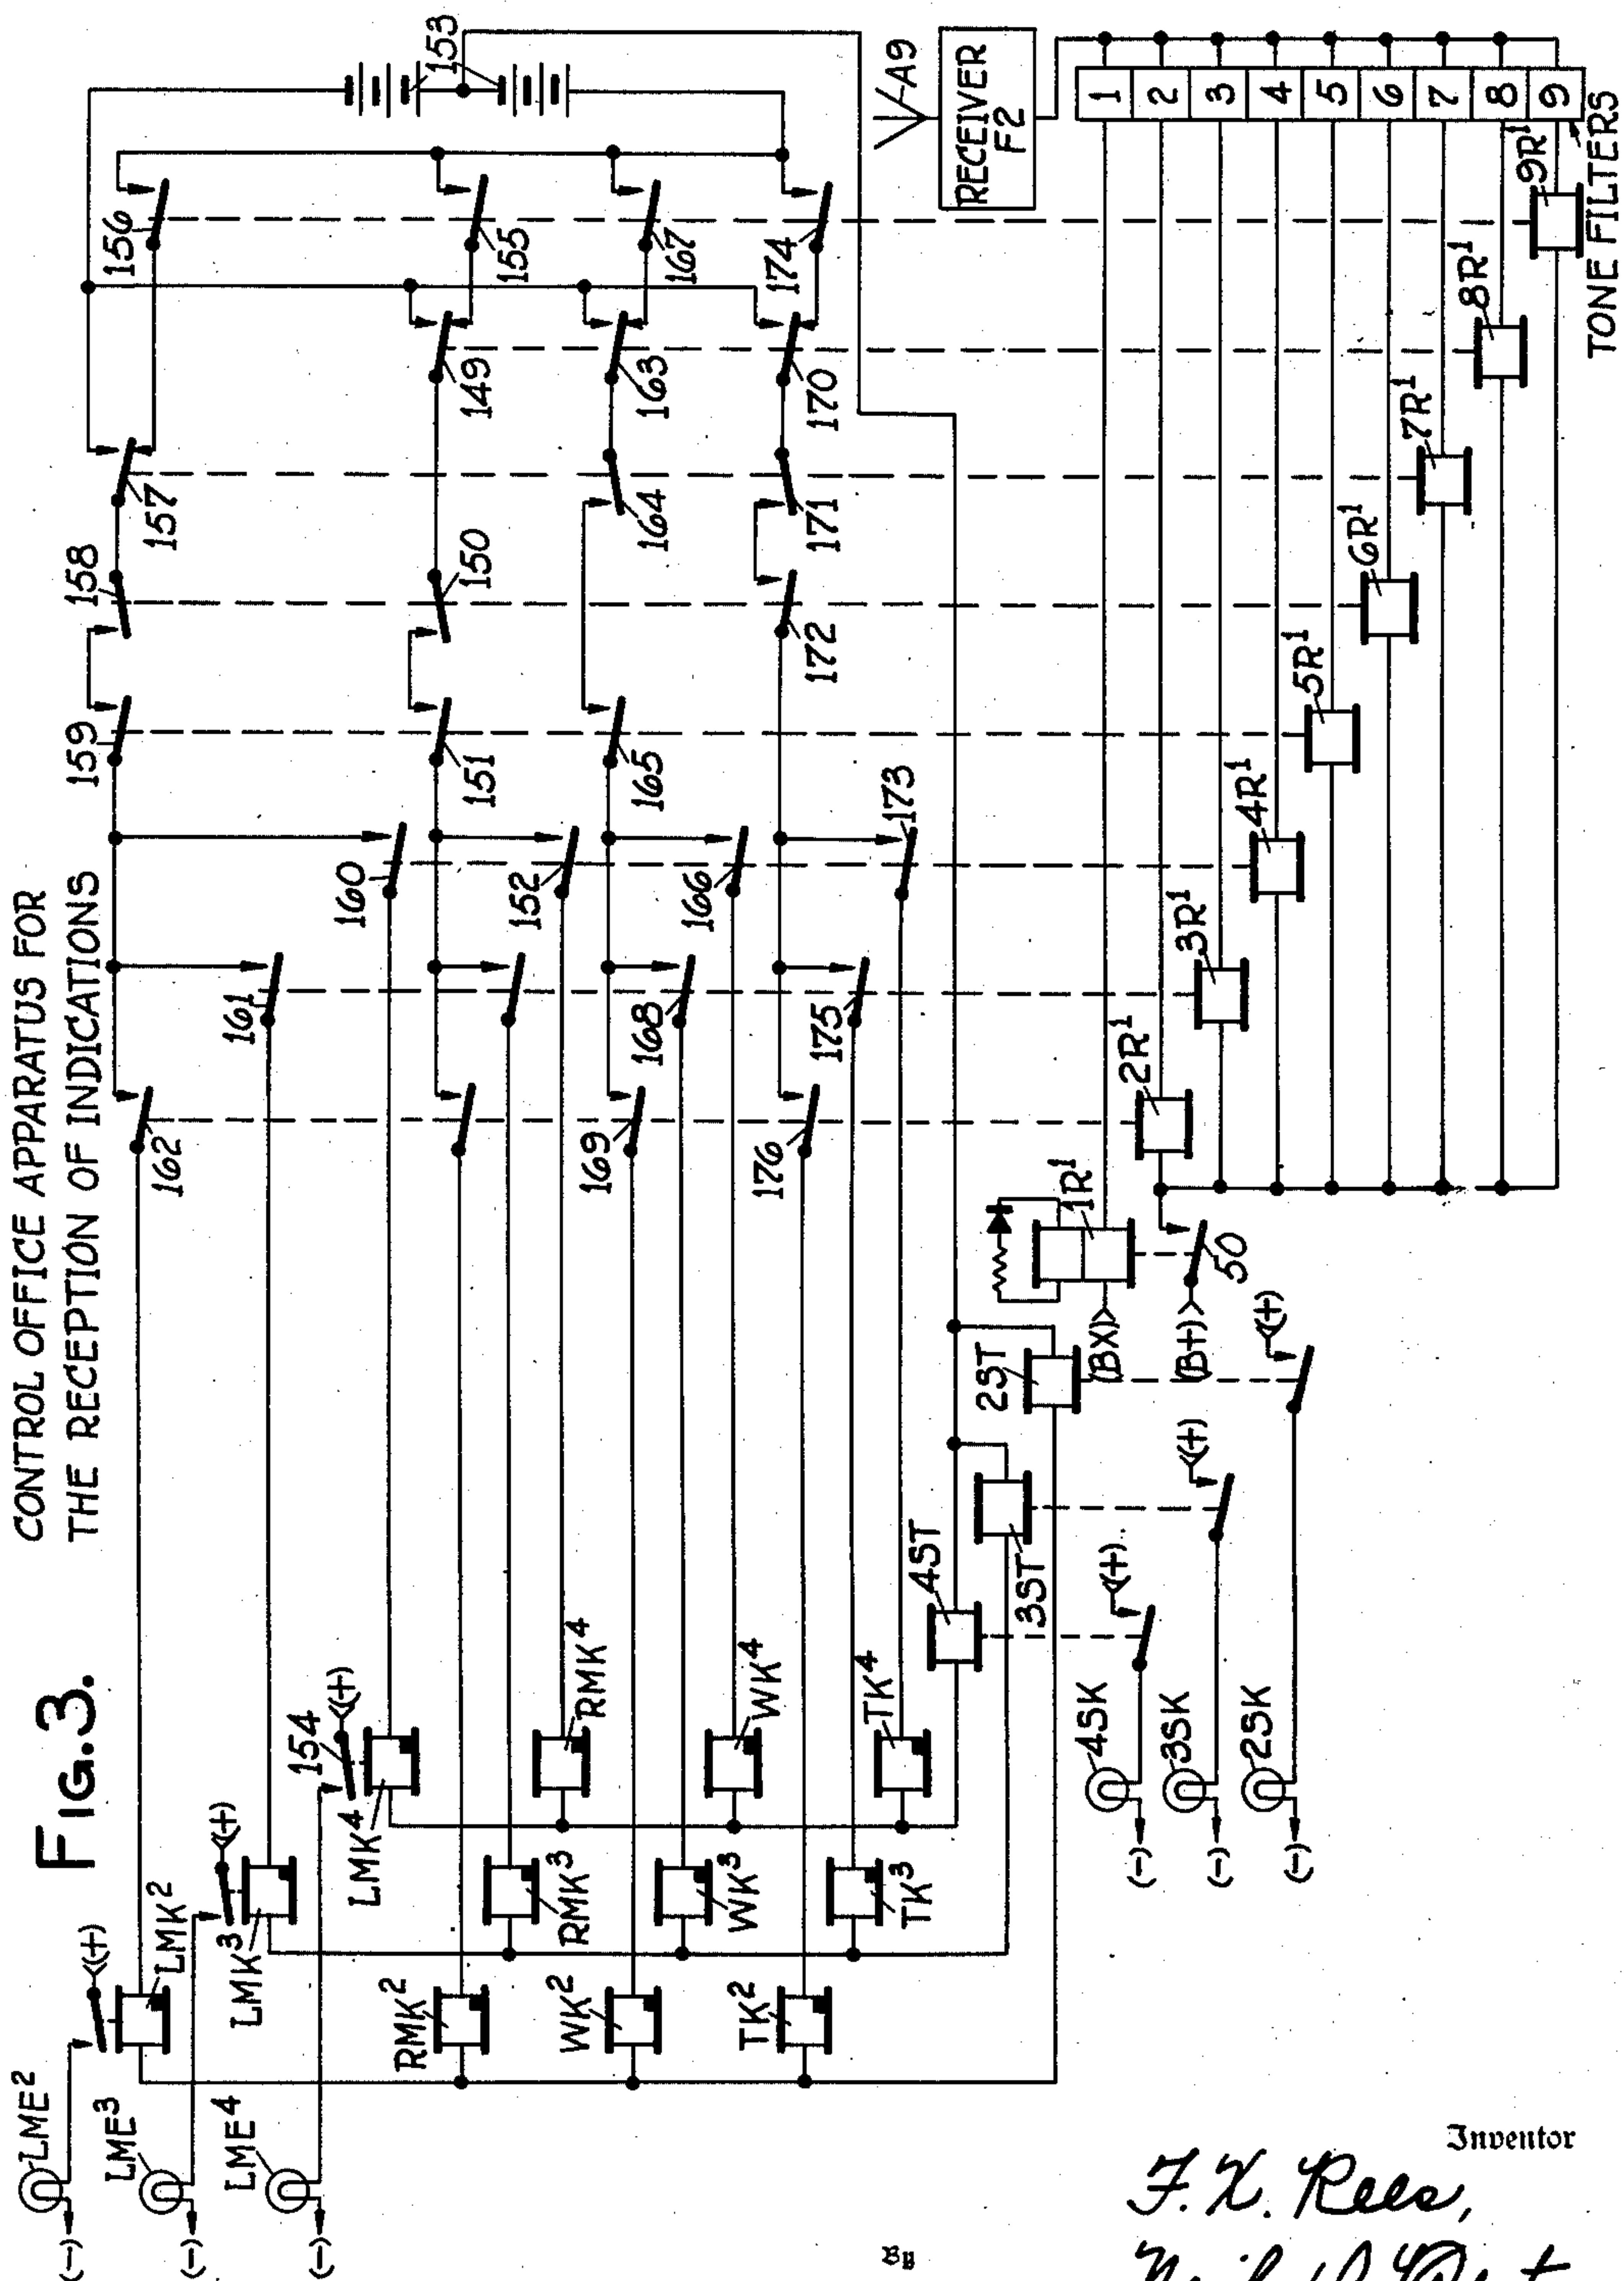 FIG.3.
CONTROL OFFICE APPARATUS FOR
THE RECEPTION OF INDICATIONS
LME²
LME³
LME⁴
(-)
(-)
(-)
(+)
(+)
(+)
LMK²
LMK³
LMK⁴
154
RMK²
RMK³
RMK⁴
WK²
WK³
WK⁴
TK²
TK³
TK⁴
162
161
160
159
158
157
156
153
152
151
150
149
155
169
168
166
165
164
163
167
176
175
173
172
171
170
174
4ST
3ST
2ST
4SK
3SK
2SK
(-)
(-)
(-)
(+)
(+)
(+)
(BX)
(B+)
50
1R¹
2R¹
3R¹
4R¹
5R¹
6R¹
7R¹
8R¹
9R¹
A9
RECEIVER
F2
1
2
3
4
5
6
7
8
9
TONE FILTERS
Inventor
F. X. Rees,
By